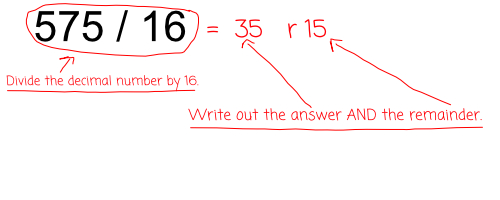 575 / 16 = 35 r 15
Divide the decimal number by 16.
Write out the answer AND the remainder.